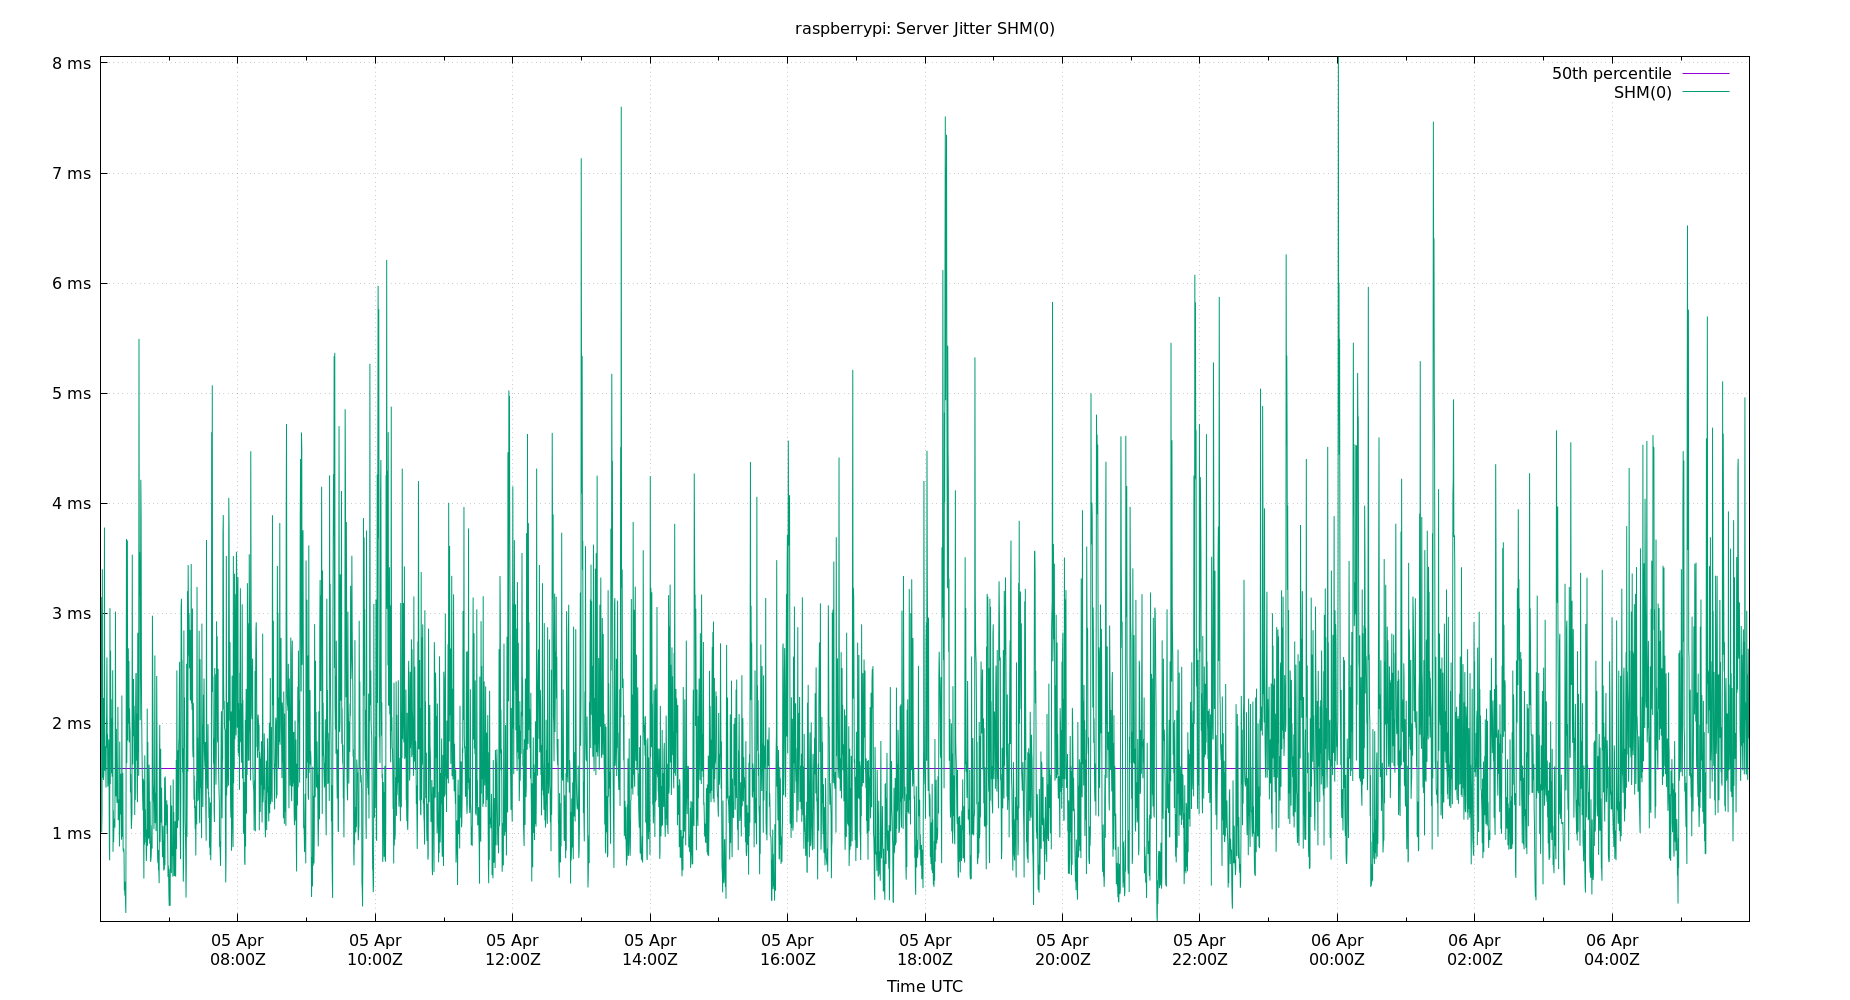 raspberrypi: Server Jitter SHM(0)
8 ms
7 ms
6 ms
5 ms
4 ms
3 ms
2 ms
1 ms
50th percentile
SHM(0)
05 Apr 05 Apr 05 Apr 05 Apr 05 Apr 05 Apr 05 Apr 05 Apr 06 Apr 06 Apr 06 Apr
08:00Z 10:00Z 12:00Z 14:00Z 16:00Z 18:00Z 20:00Z 22:00Z 00:00Z 02:00Z 04:00Z
Time UTC